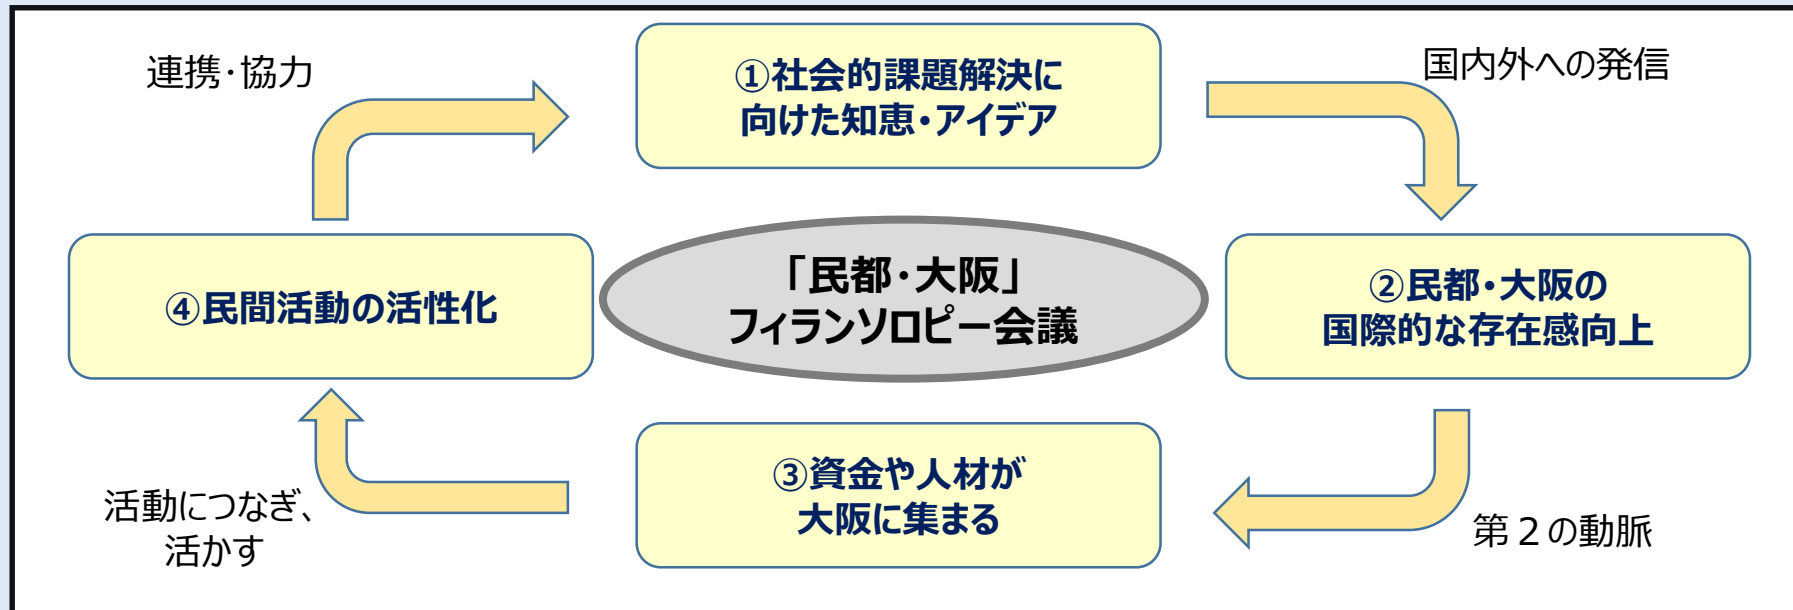 連携・協力
①社会的課題解決に
向けた知恵・アイデア
国内外への発信
④民間活動の活性化
「民都・大阪」
フィランソロピー会議
②民都・大阪の
国際的な存在感向上
活動につなぎ、
活かす
③資金や人材が
大阪に集まる
第２の動脈